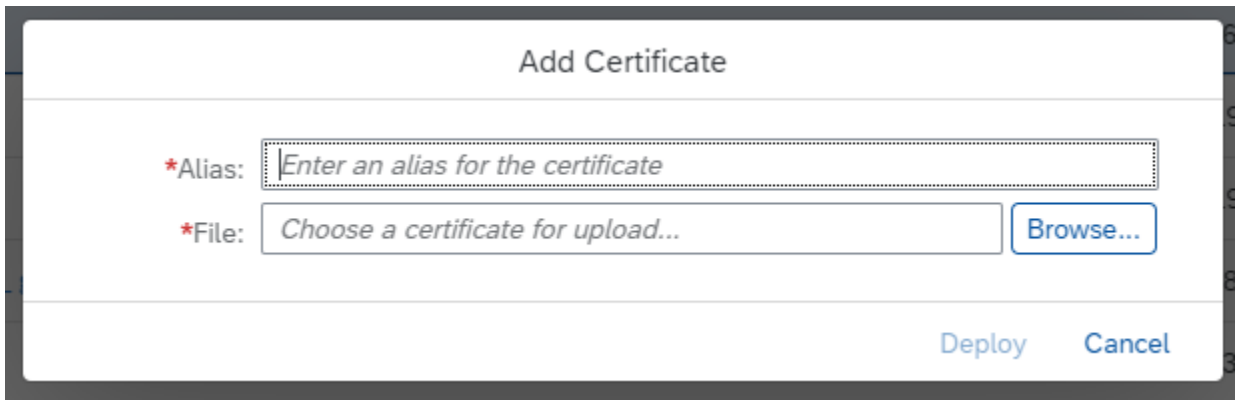 Add Certificate
*Alias: Enter an alias for the certificate
*File: Choose a certificate for upload... Browse...
Deploy Cancel